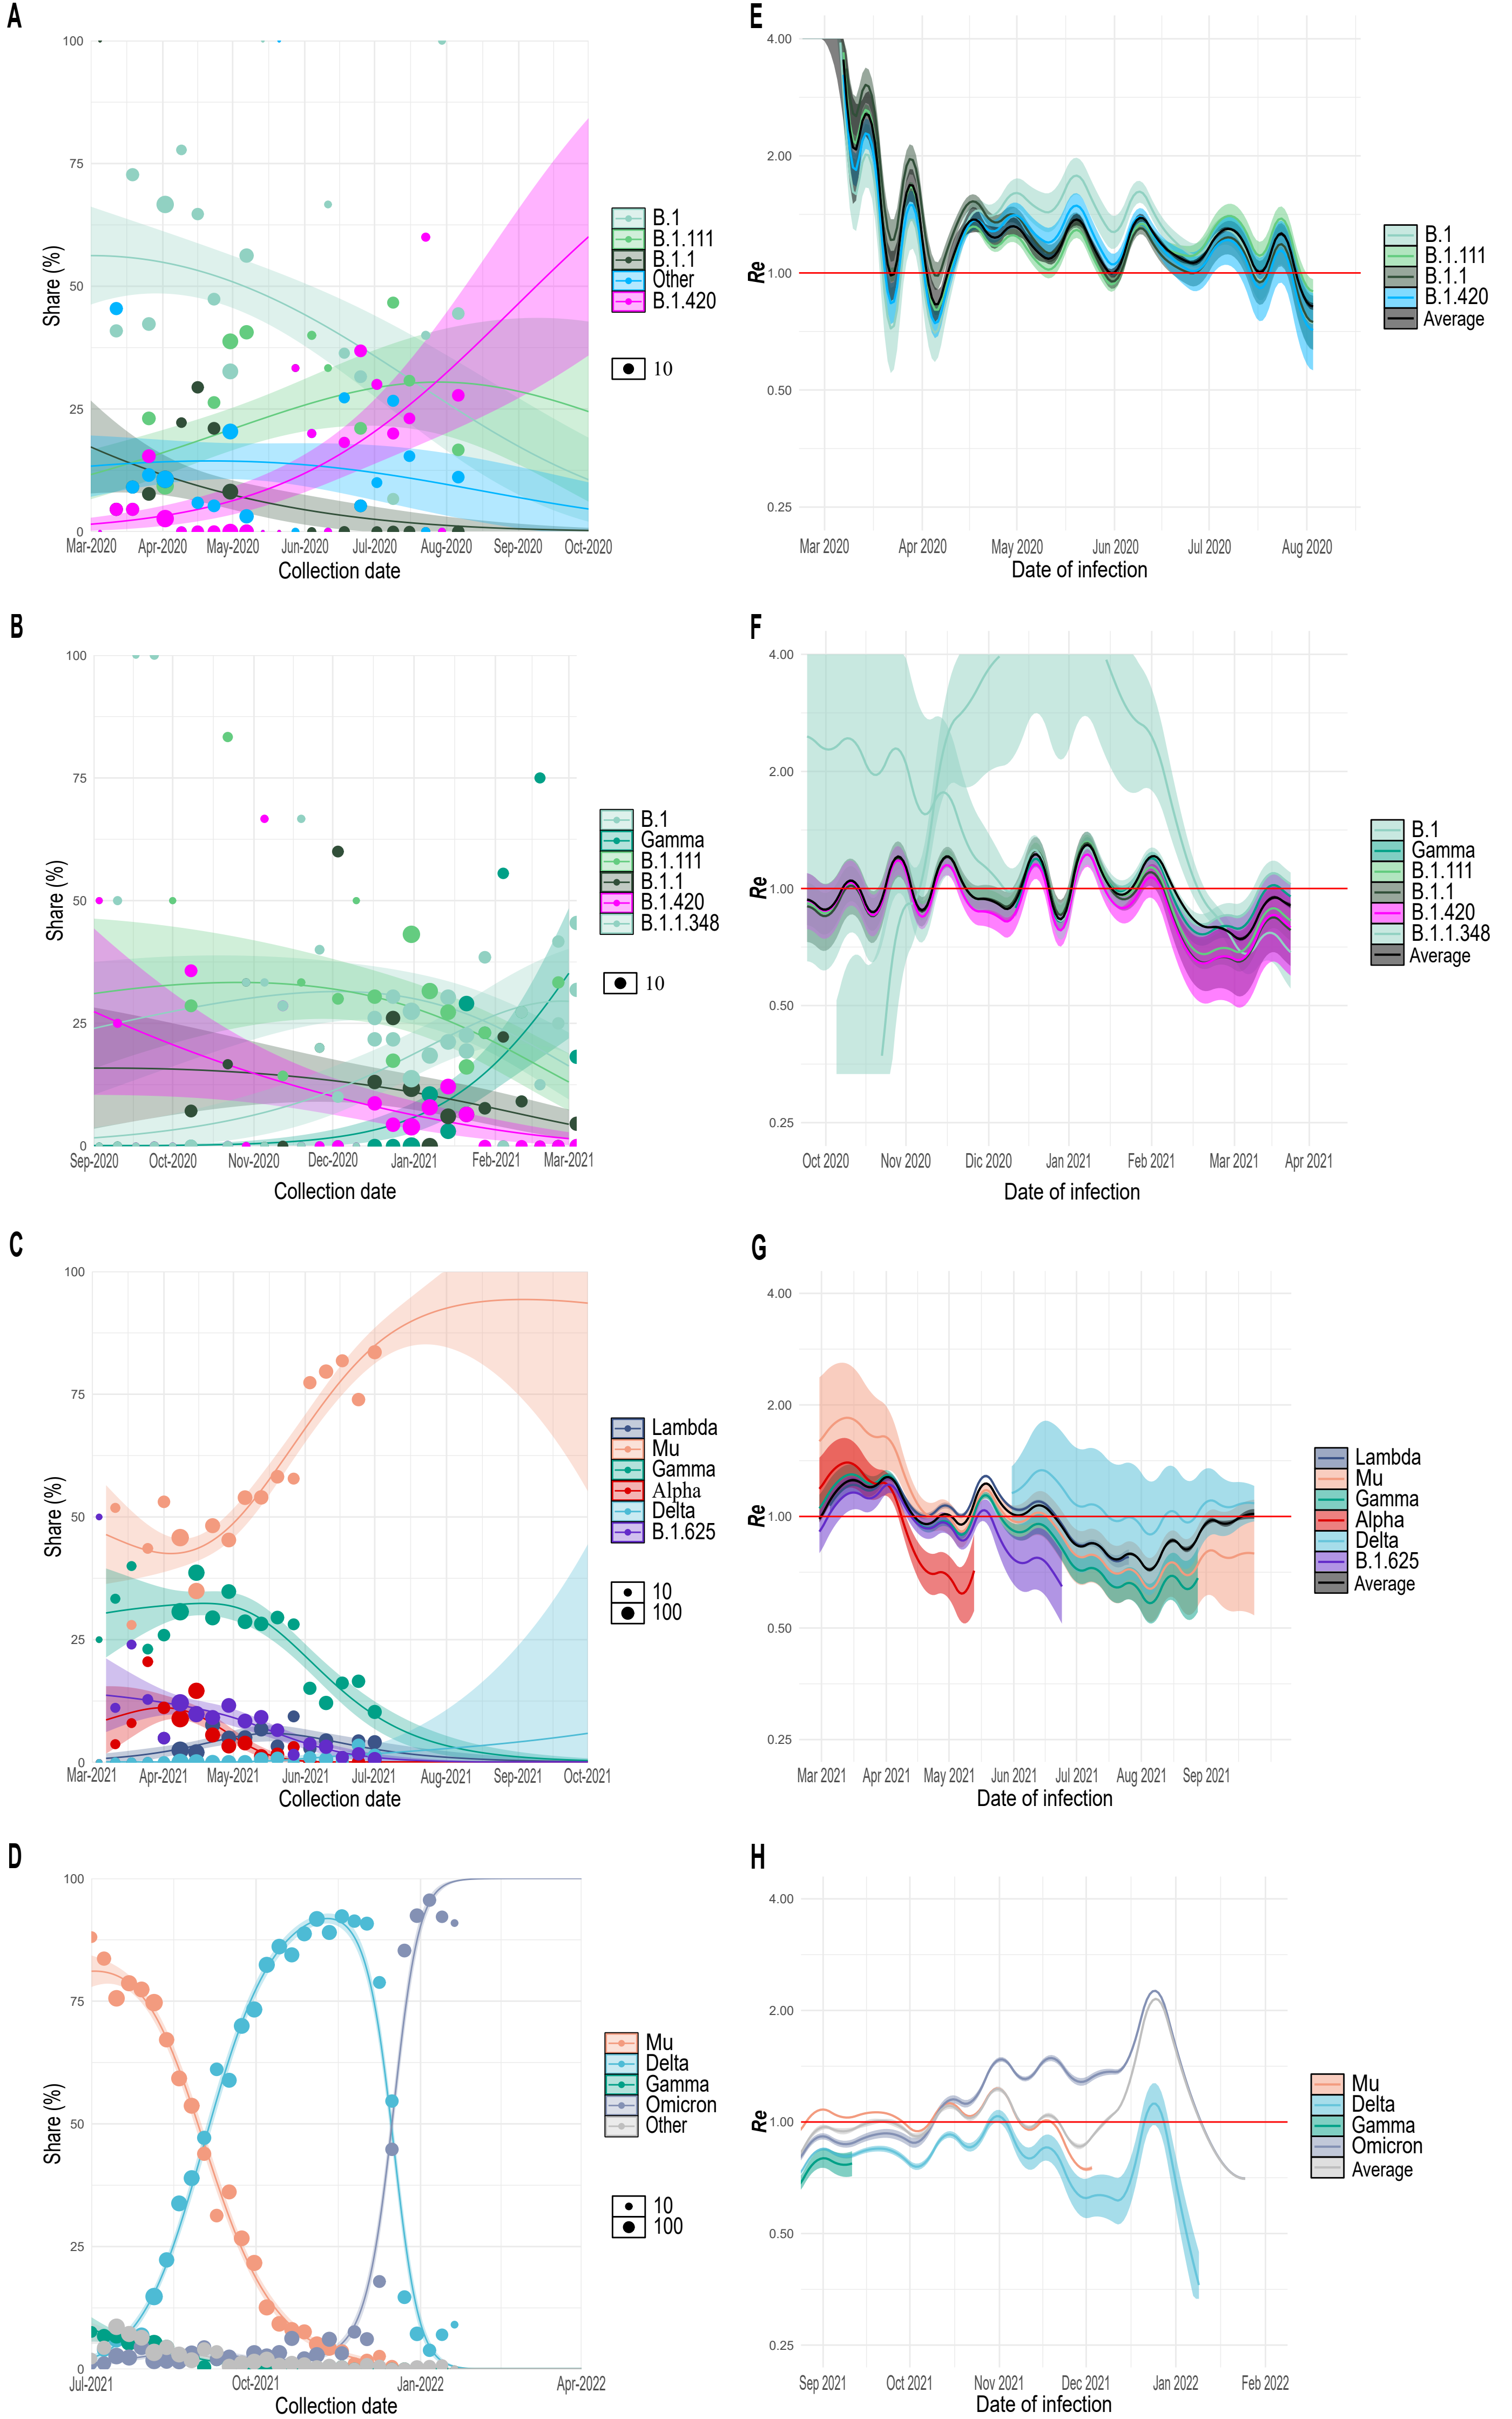 A
100
75
50
25
0
Share (%)
Mar-2020 Apr-2020 May-2020 Jun-2020 Jul-2020 Aug-2020 Sep-2020 Oct-2020
Collection date
B.1
B.1.111
B.1.1
Other
B.1.420
10
E
4.00
2.00
1.00
0.50
0.25
Re
Mar 2020 Apr 2020 May 2020 Jun 2020 Jul 2020 Aug 2020
Date of infection
B.1
B.1.111
B.1.1
B.1.420
Average
B
100
75
50
25
0
Share (%)
Sep-2020 Oct-2020 Nov-2020 Dec-2020 Jan-2021 Feb-2021 Mar-2021
Collection date
B.1
Gamma
B.1.111
B.1.1
B.1.420
B.1.1.348
10
F
4.00
2.00
1.00
0.50
0.25
Re
Oct 2020 Nov 2020 Dic 2020 Jan 2021 Feb 2021 Mar 2021 Apr 2021
Date of infection
B.1
Gamma
B.1.111
B.1.1
B.1.420
B.1.1.348
Average
C
100
75
50
25
0
Share (%)
Mar-2021 Apr-2021 May-2021 Jun-2021 Jul-2021 Aug-2021 Sep-2021 Oct-2021
Collection date
Lambda
Mu
Gamma
Alpha
Delta
B.1.625
10
100
G
4.00
2.00
1.00
0.50
0.25
Re
Mar 2021 Apr 2021 May 2021 Jun 2021 Jul 2021 Aug 2021 Sep 2021
Date of infection
Lambda
Mu
Gamma
Alpha
Delta
B.1.625
Average
D
100
75
50
25
0
Share (%)
Jul-2021 Oct-2021 Jan-2022 Apr-2022
Collection date
Mu
Delta
Gamma
Omicron
Other
10
100
H
4.00
2.00
1.00
0.50
0.25
Re
Sep 2021 Oct 2021 Nov 2021 Dec 2021 Jan 2022 Feb 2022
Date of infection
Mu
Delta
Gamma
Omicron
Average